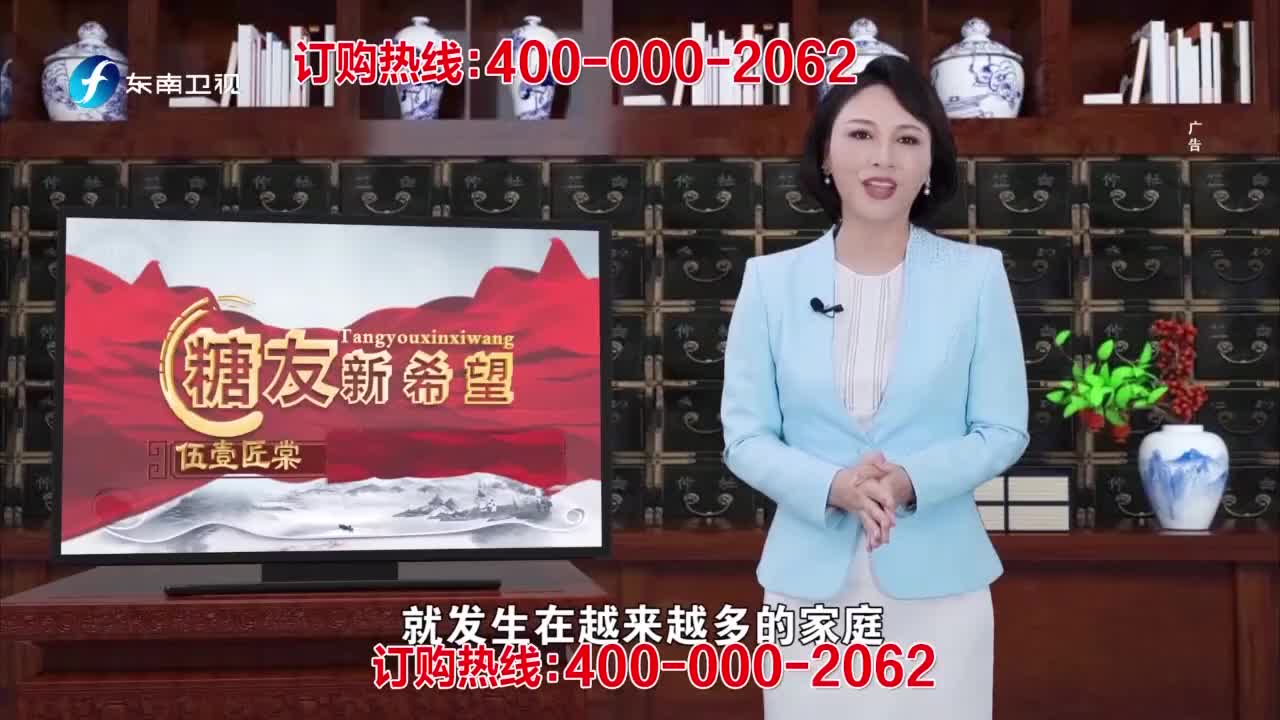 订购热线:400-000-2062
东南卫视
广告
Tangyouxinxiwang
糖友新希望
伍壹匠棠
就发生在越来越多的家庭
订购热线:400-000-2062